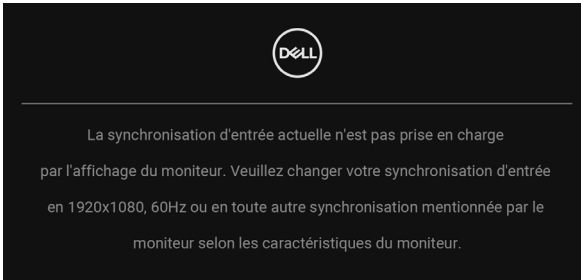 DELL
La synchronisation d'entrée actuelle n'est pas prise en charge
par l'affichage du moniteur. Veuillez changer votre synchronisation d'entrée
en 1920x1080, 60Hz ou en toute autre synchronisation mentionnée par le
moniteur selon les caractéristiques du moniteur.